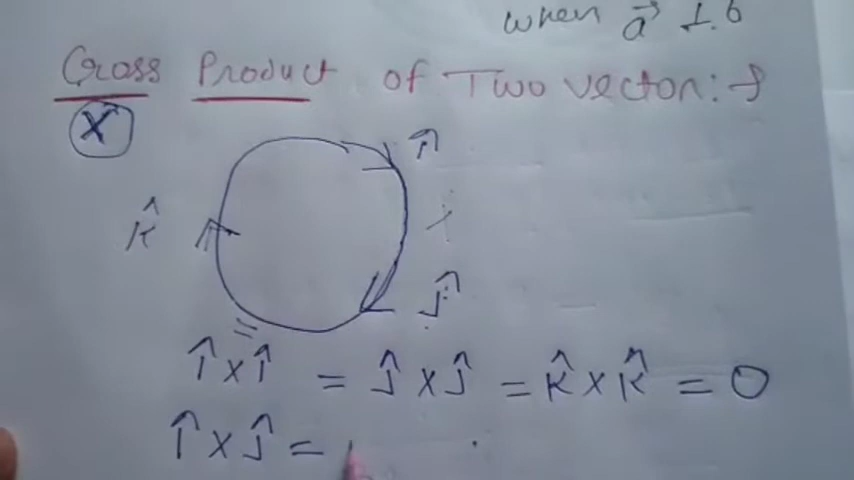 when a⃗ ⊥ b
Cross Product of Two vector:-
X
î
k̂
×
ĵ
=
î × î = ĵ × ĵ = k̂ × k̂ = 0
î × ĵ =